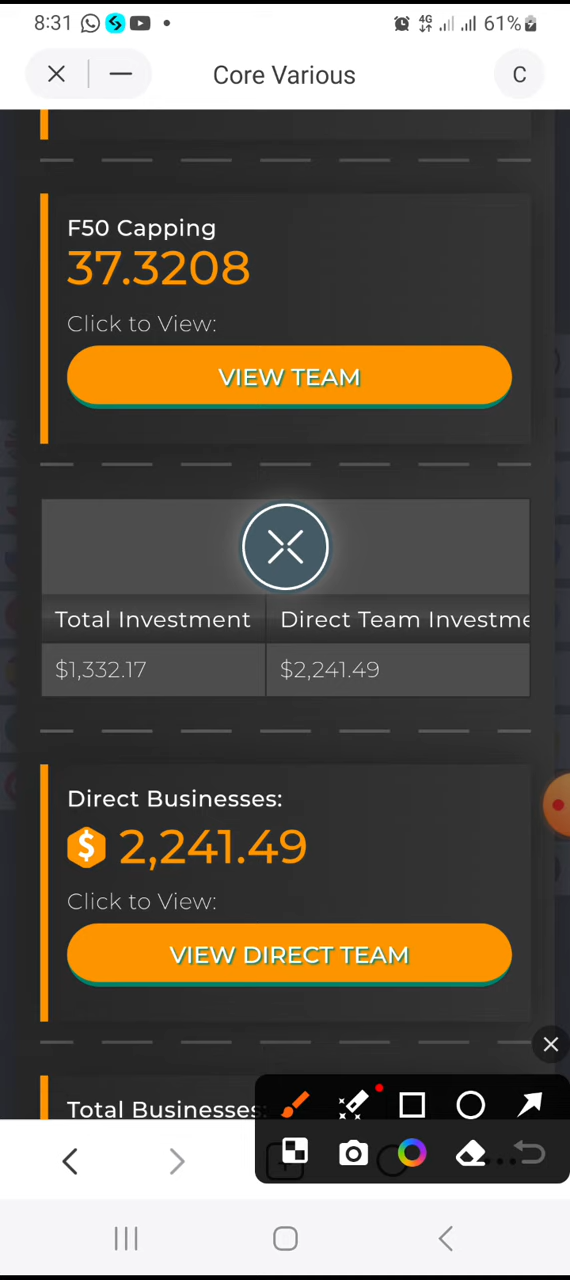 8:31
4G
61%
Core Various
C
F50 Capping
37.3208
Click to View:
VIEW TEAM
Total Investment
Direct Team Investme
$1,332.17
$2,241.49
Direct Businesses:
$ 2,241.49
Click to View:
VIEW DIRECT TEAM
Total Businesses: